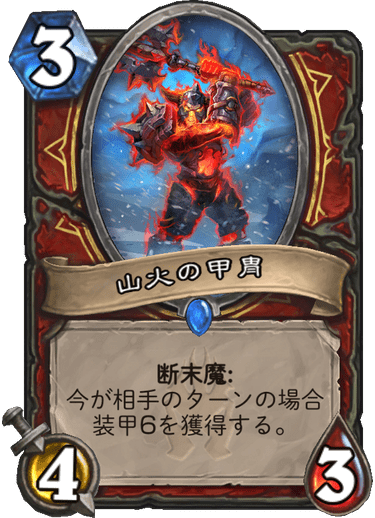 3
山火の甲冑
断末魔:
今が相手のターンの場合
装甲6を獲得する。
4
3